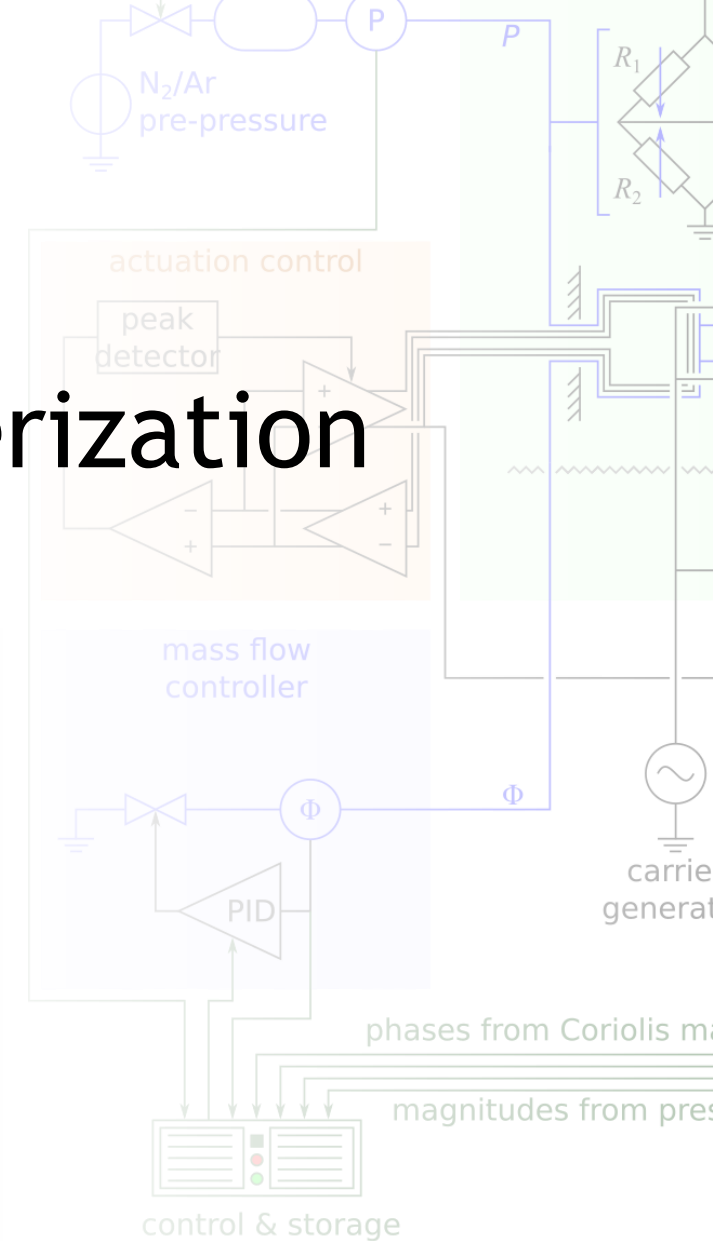 P
P
R1
N2/Ar
pre-pressure
R2
actuation control
peak
detector
+
erization
−
+
+
−
mass flow
controller
Φ
Φ
carrie
generat
PID
phases from Coriolis ma
magnitudes from pres
control & storage